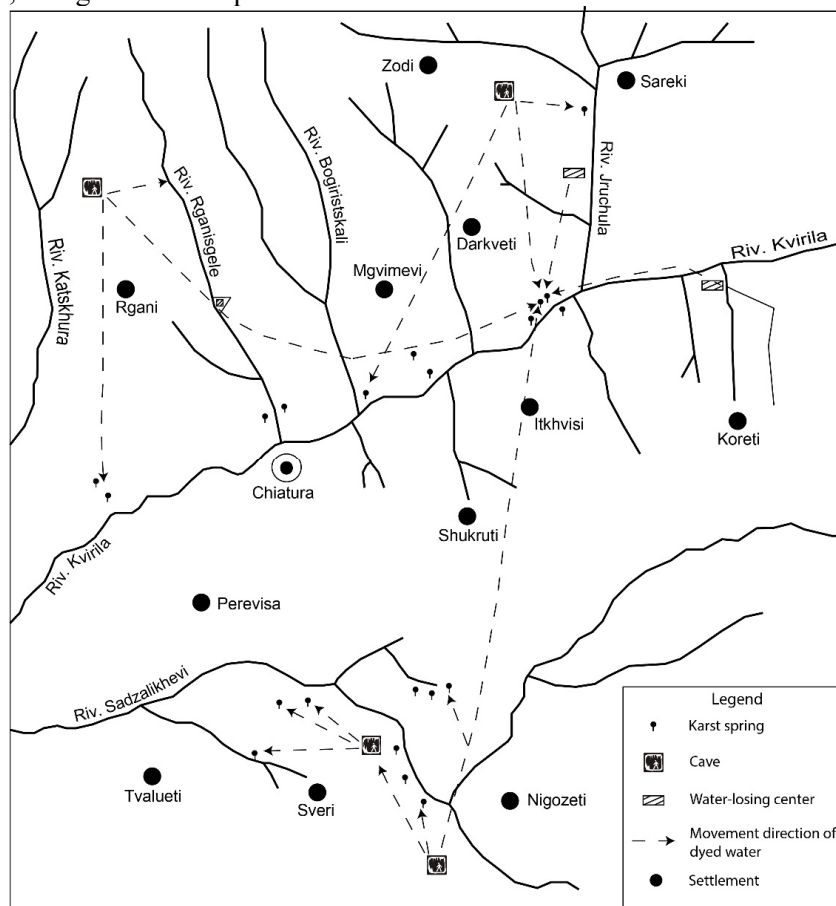 Zodi
Sareki
Riv. Jruchula
Riv. Bogiristskali
Riv. Rganisgele
Riv. Katskhura
Darkveti
Riv. Kvirila
Mgvimevi
Rgani
Itkhvisi
Koreti
Chiatura
Shukruti
Riv. Kvirila
Perevisa
Riv. Sadzalikhevi
Tvalueti
Sveri
Nigozeti
Legend
Karst spring
Cave
Water-losing center
Movement direction of
dyed water
Settlement